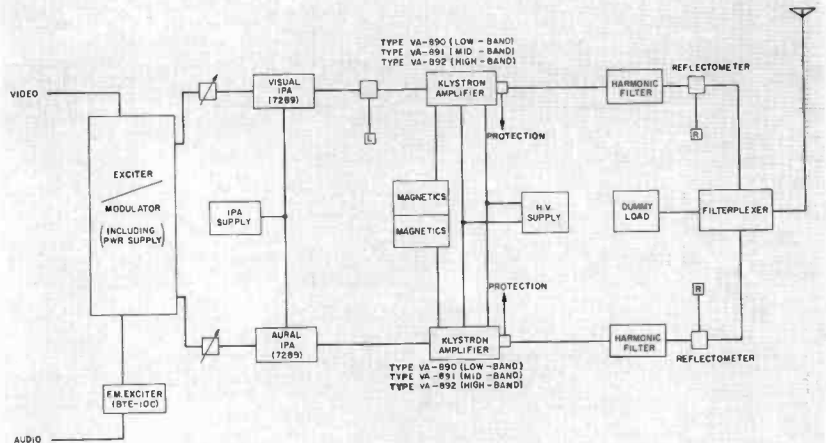 TYPE VA-890 (LOW-BAND)
TYPE VA-891 (MID-BAND)
TYPE VA-892 (HIGH-BAND)
VIDEO
VISUAL
IPA
(7289)
L
KLYSTRON
AMPLIFIER
PROTECTION
HARMONIC
FILTER
REFLECTOMETER
R
EXCITER
MODULATOR
(INCLUDING
PWR SUPPLY)
IPA
SUPPLY
MAGNETICS
MAGNETICS
H.V.
SUPPLY
DUMMY
LOAD
FILTERPLEXER
PROTECTION
R
AURAL
IPA
(7289)
KLYSTRON
AMPLIFIER
HARMONIC
FILTER
REFLECTOMETER
TYPE VA-890 (LOW-BAND)
TYPE VA-891 (MID-BAND)
TYPE VA-892 (HIGH-BAND)
F.M. EXCITER
(BTE-10C)
AUDIO